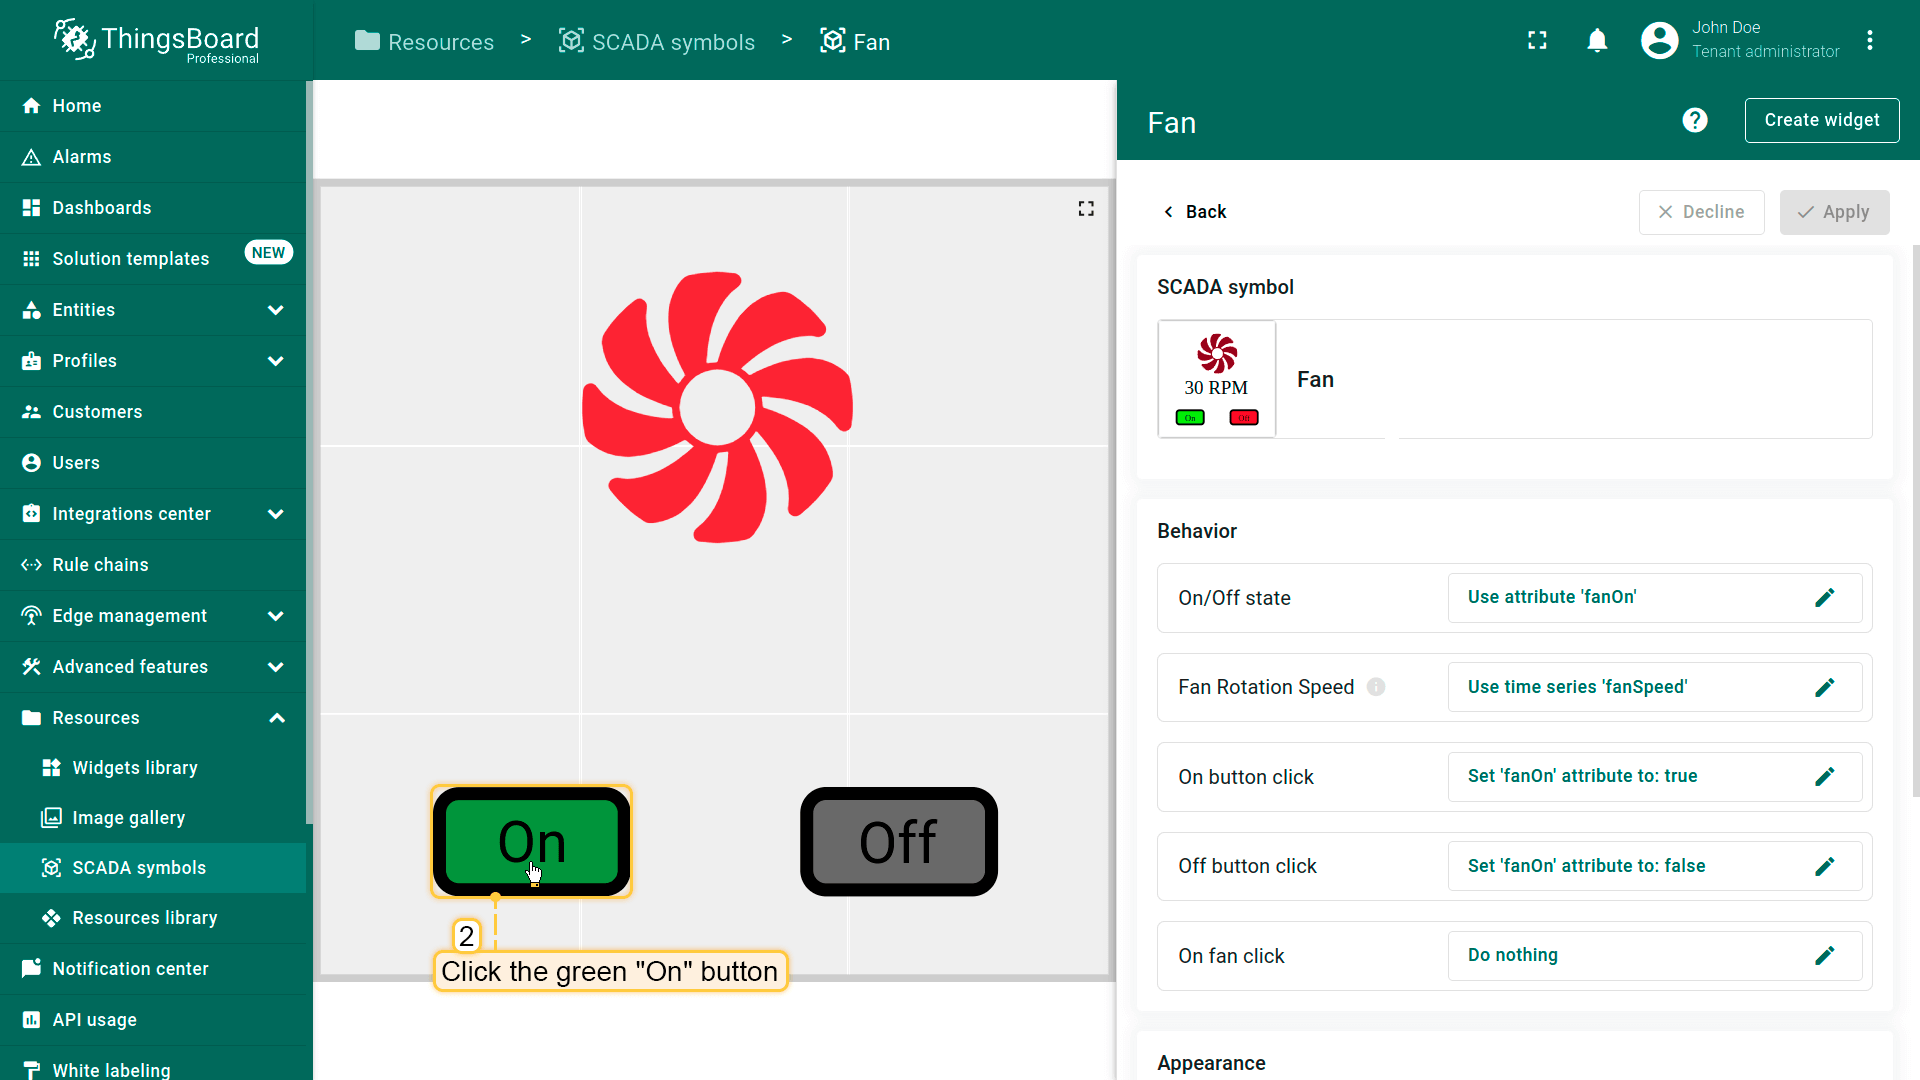 ThingsBoard
Professional
Resources > SCADA symbols > Fan
John Doe
Tenant administrator
Home
Alarms
Dashboards
Solution templates NEW
Entities
Profiles
Customers
Users
Integrations center
Rule chains
Edge management
Advanced features
Resources
Widgets library
Image gallery
SCADA symbols
Resources library
Notification center
API usage
White labeling
On
Off
2
Click the green "On" button
Fan
? Create widget
Back
Decline
Apply
SCADA symbol
30 RPM
On Off
Fan
Behavior
On/Off state
Use attribute 'fanOn'
Fan Rotation Speed
Use time series 'fanSpeed'
On button click
Set 'fanOn' attribute to: true
Off button click
Set 'fanOn' attribute to: false
On fan click
Do nothing
Appearance